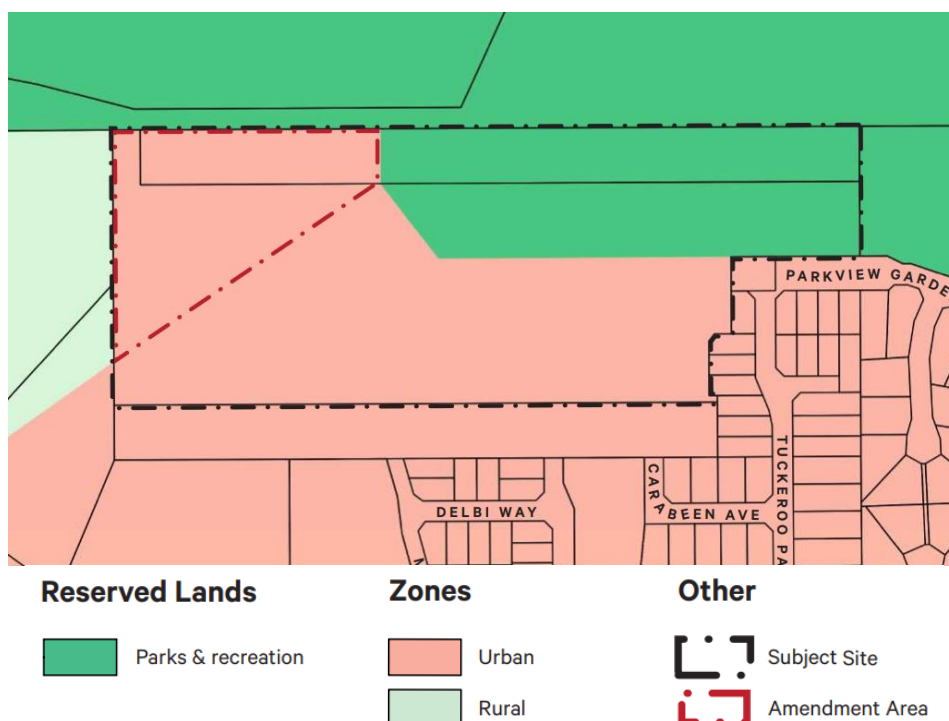 PARKVIEW GARDE
TUCKEROO PA
CARABEEN AVE
DELBI WAY
Reserved Lands
Zones
Other
Parks & recreation
Urban
Subject Site
Rural
Amendment Area